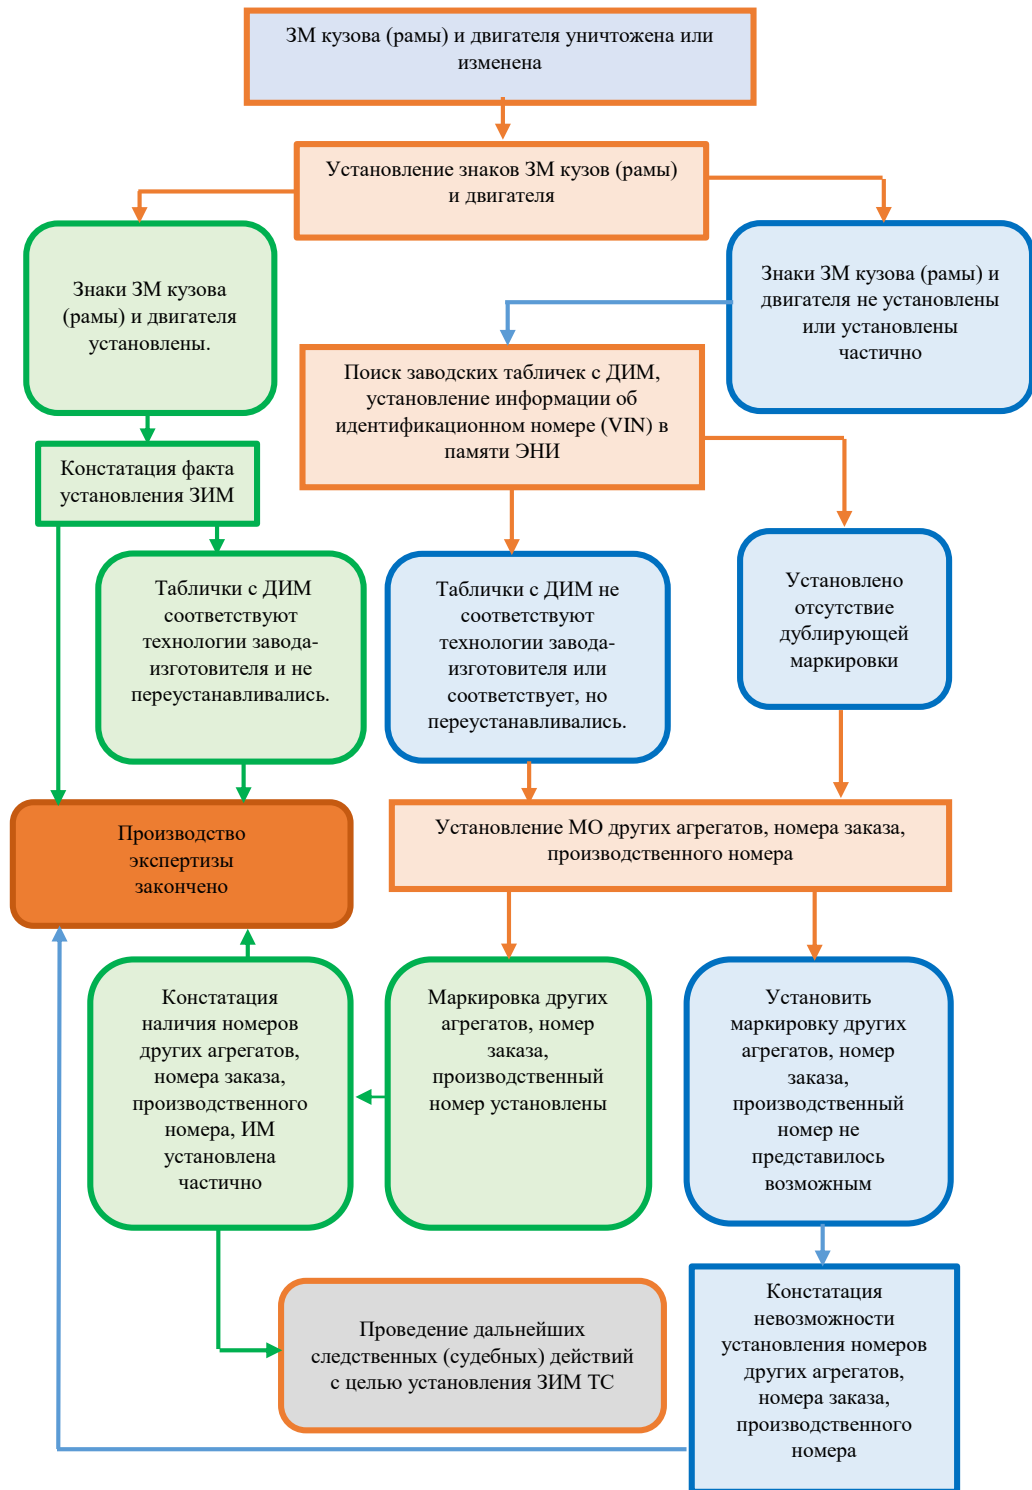 ЗМ кузова (рамы) и двигателя уничтожена или
изменена
Установление знаков ЗМ кузов (рамы)
и двигателя
Знаки ЗМ кузова
(рамы) и двигателя
установлены.
Знаки ЗМ кузова (рамы) и
двигателя не установлены
или установлены
частично
Поиск заводских табличек с ДИМ,
установление информации об
идентификационном номере (VIN) в
памяти ЭНИ
Констатация факта
установления ЗИМ
Таблички с ДИМ
соответствуют
технологии завода-
изготовителя и не
переустанавливались.
Таблички с ДИМ не
соответствуют
технологии завода-
изготовителя или
соответствует, но
переустанавливались.
Установлено
отсутствие
дублирующей
маркировки
Производство
экспертизы
закончено
Установление МО других агрегатов, номера заказа,
производственного номера
Констатация
наличия номеров
других агрегатов,
номера заказа,
производственного
номера, ИМ
установлена
частично
Маркировка других
агрегатов, номер
заказа,
производственный
номер установлены
Установить
маркировку других
агрегатов, номер
заказа,
производственный
номер не
представилось
возможным
Проведение дальнейших
следственных (судебных) действий
с целью установления ЗИМ ТС
Констатация
невозможности
установления номеров
других агрегатов,
номера заказа,
производственного
номера